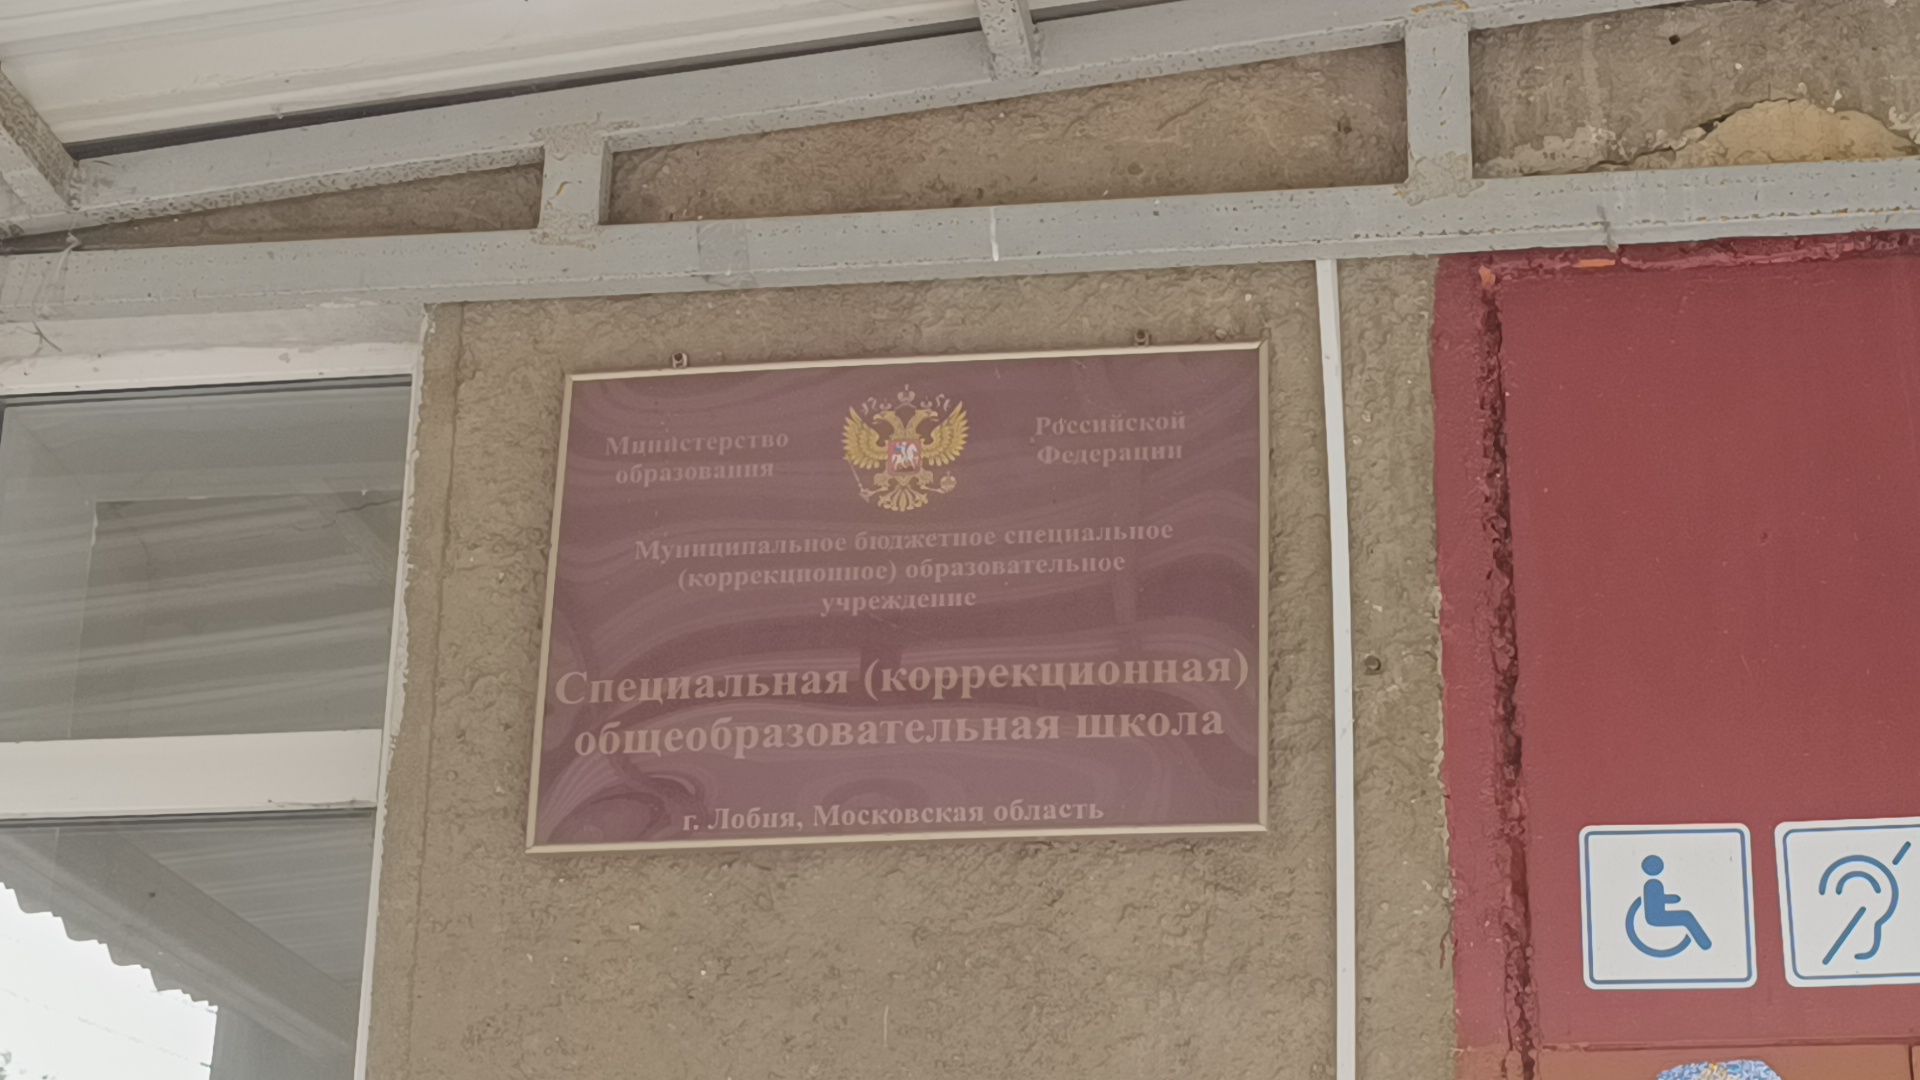 Министерство
образования
Российской
Федерации
Муниципальное бюджетное специальное
(коррекционное) образовательное
учреждение
Специальная (коррекционная)
общеобразовательная школа
г. Лобня, Московская область